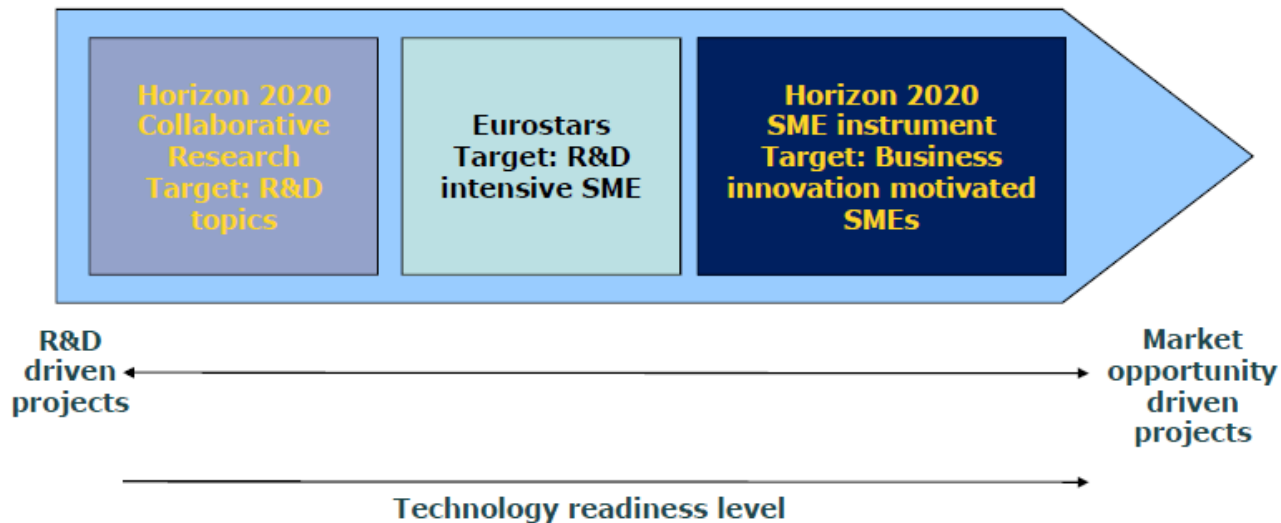 Horizon 2020
Collaborative
Research
Target: R&D
topics
Eurostars
Target: R&D
intensive SME
Horizon 2020
SME instrument
Target: Business
innovation motivated
SMEs
R&D
driven
projects
Market
opportunity
driven
projects
Technology readiness level